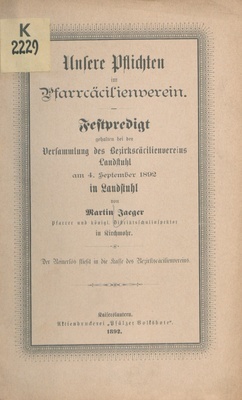 K
2229
Unsere Pflichten
im
Pfarrcäcilienverein.
Festpredigt
gehalten bei der
Versammlung des Bezirkscäcilienvereins
Landstuhl
am 4. September 1892
in Landstuhl
von
Martin Jaeger
Pfarrer und königl. Distriktsschulinspektor
in Kirchmohr.
Der Reinerlös fließt in die Kasse des Bezirkscäcilienvereins.
Kaiserslautern.
Aktiendruckerei „Pfälzer Volksbote“.
1892.